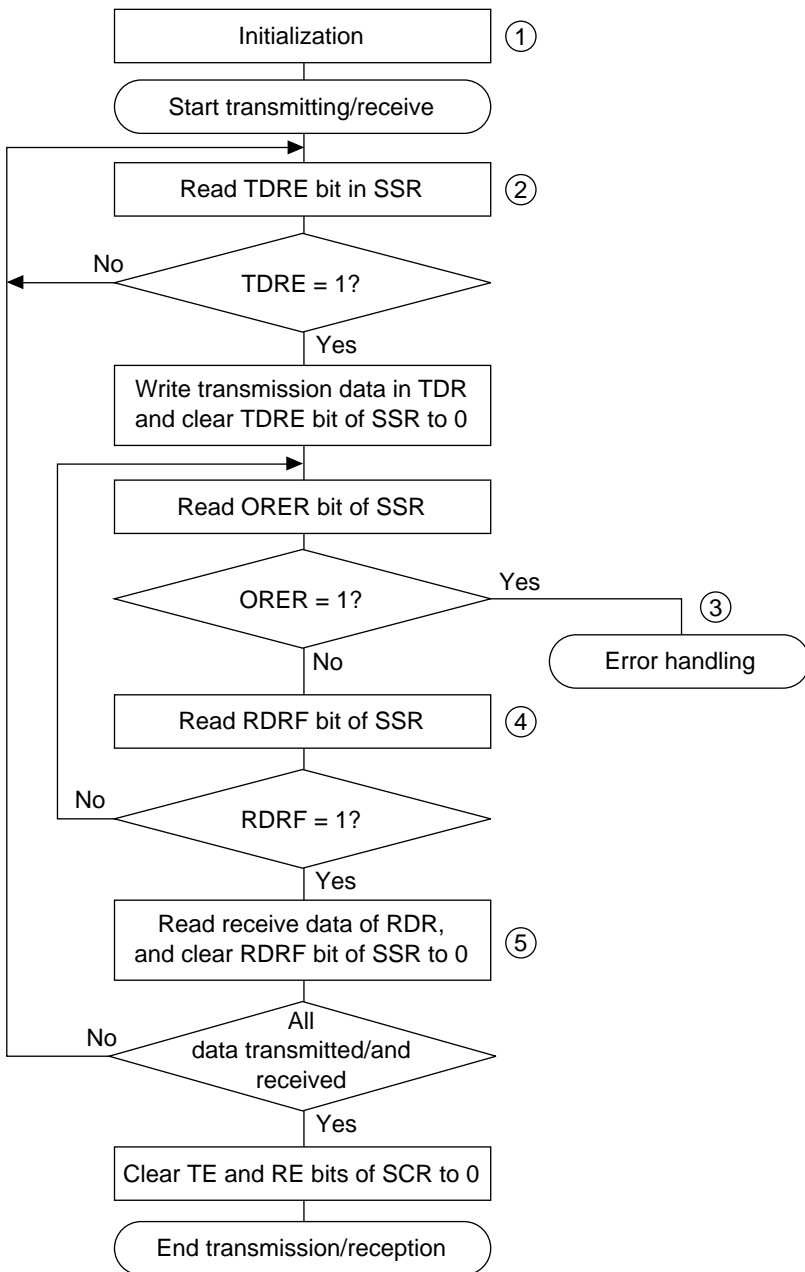 Initialization
①
Start transmitting/receive
Read TDRE bit in SSR
②
No
TDRE = 1?
Yes
Write transmission data in TDR
and clear TDRE bit of SSR to 0
Read ORER bit of SSR
Yes
ORER = 1?
③
No
Error handling
Read RDRF bit of SSR
④
No
RDRF = 1?
Yes
Read receive data of RDR,
and clear RDRF bit of SSR to 0
⑤
All
No
data transmitted/and
received
Yes
Clear TE and RE bits of SCR to 0
End transmission/reception